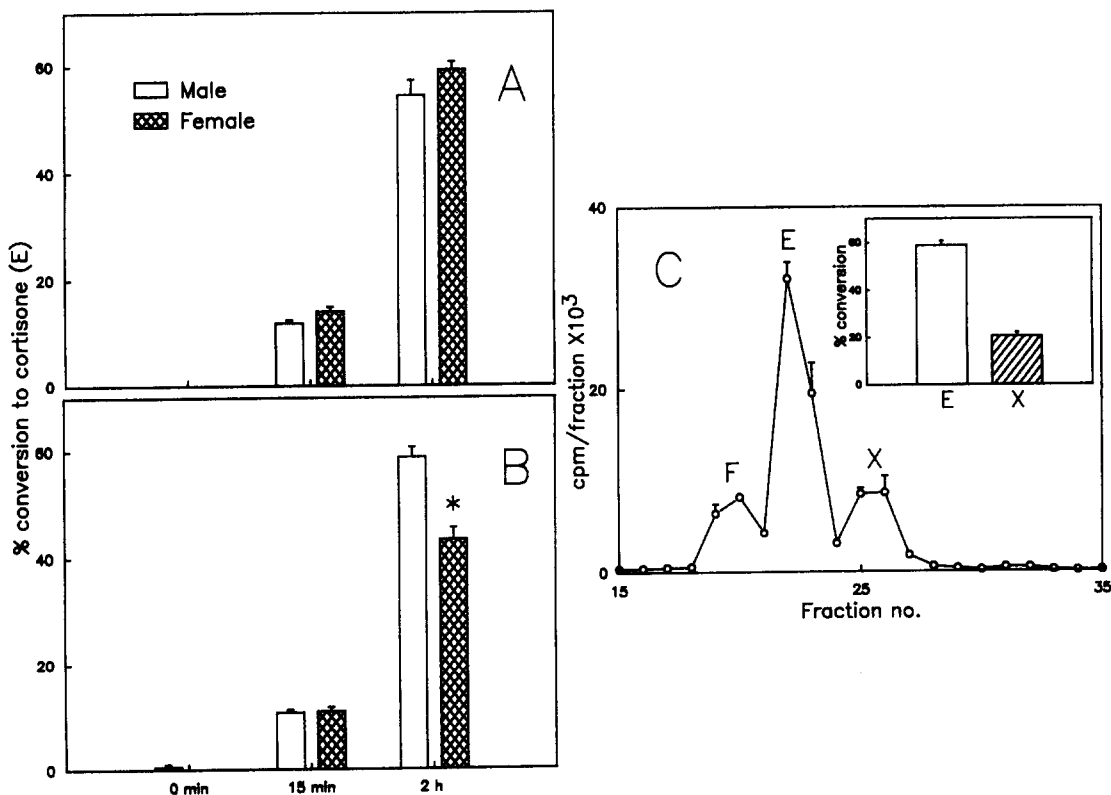 % conversion to cortisone (E)
60
40
20
0
Male
Female
A
60
40
20
0
B
*
0 min
15 min
2 h
C
cpm/fraction X10³
40
20
0
F
E
X
15
25
35
Fraction no.
% conversion
60
40
20
0
E
X